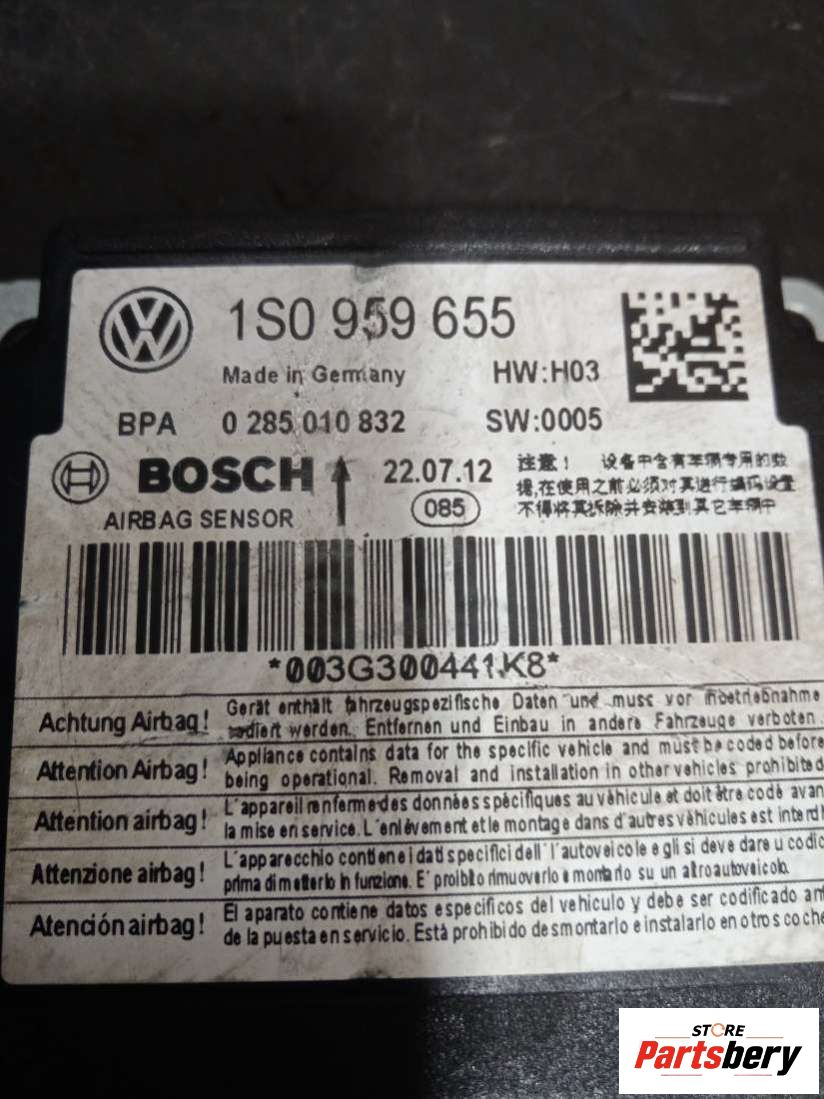 1S0 959 655
Made in Germany HW:H03
BPA 0 285 010 832 SW:0005
BOSCH 22.07.12
AIRBAG SENSOR 085
注意！ 设备中含有车辆专用的数
据,在使用之前必须对其进行编码设置
不得将其拆除并安装到其它车辆中
*003G300441K8*
Achtung Airbag! Gerät enthält fahrzeugspezifische Daten und muss vor Inbetriebnahme
codiert werden. Entfernen und Einbau in andere Fahrzeuge verboten.
Attention Airbag! Appliance contains data for the specific vehicle and must be coded before
being operational. Removal and installation in other vehicles prohibited
Attention airbag! L'appareil renferme des données spécifiques au véhicule et doit être codé avan
la mise en service. L'enlévement et le montage dans d'autres véhicules est interd
Attenzione airbag! L'apparecchio contiene i dati specifici dell' l'autoveicolo e gli si deve dare u codic
prima di metterlo in funzione. E' proibito rimuoverlo e montarlo su un altroautoveicolo.
Atención airbag! El aparato contiene datos específicos del vehículo y debe ser codificado ant
de la puesta en servicio. Está prohibido desmontarlo e instalarlo en otros coche
STORE
Partsbery